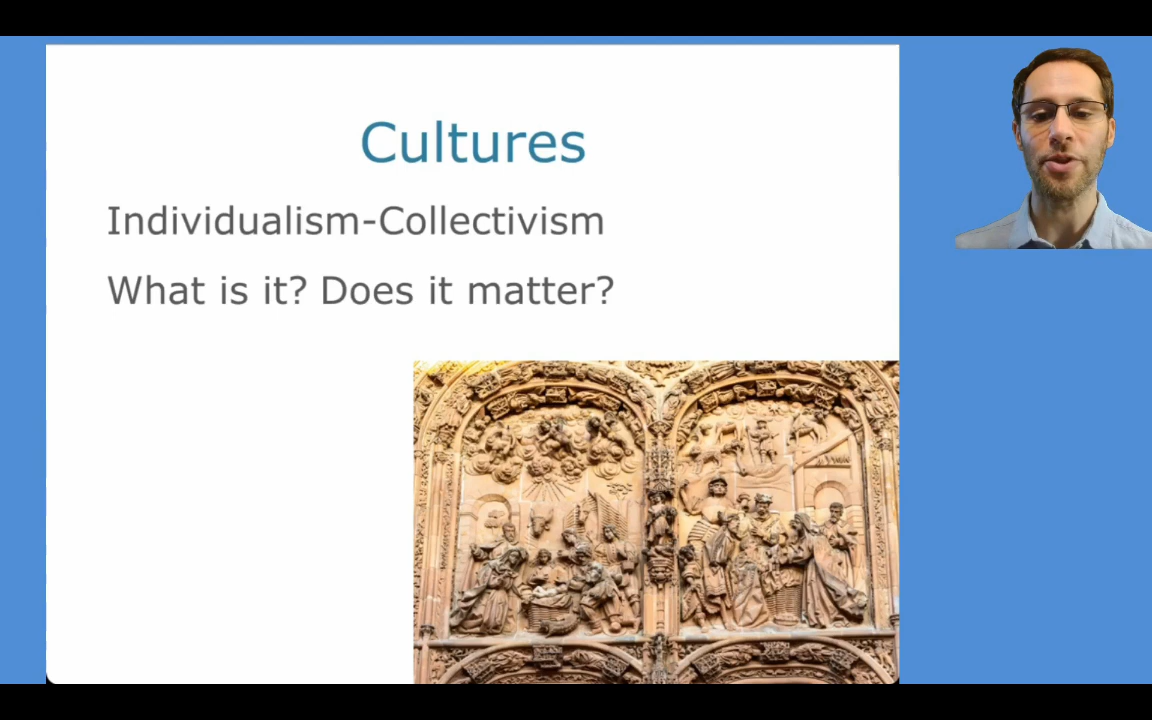 Cultures
Individualism-Collectivism
What is it? Does it matter?